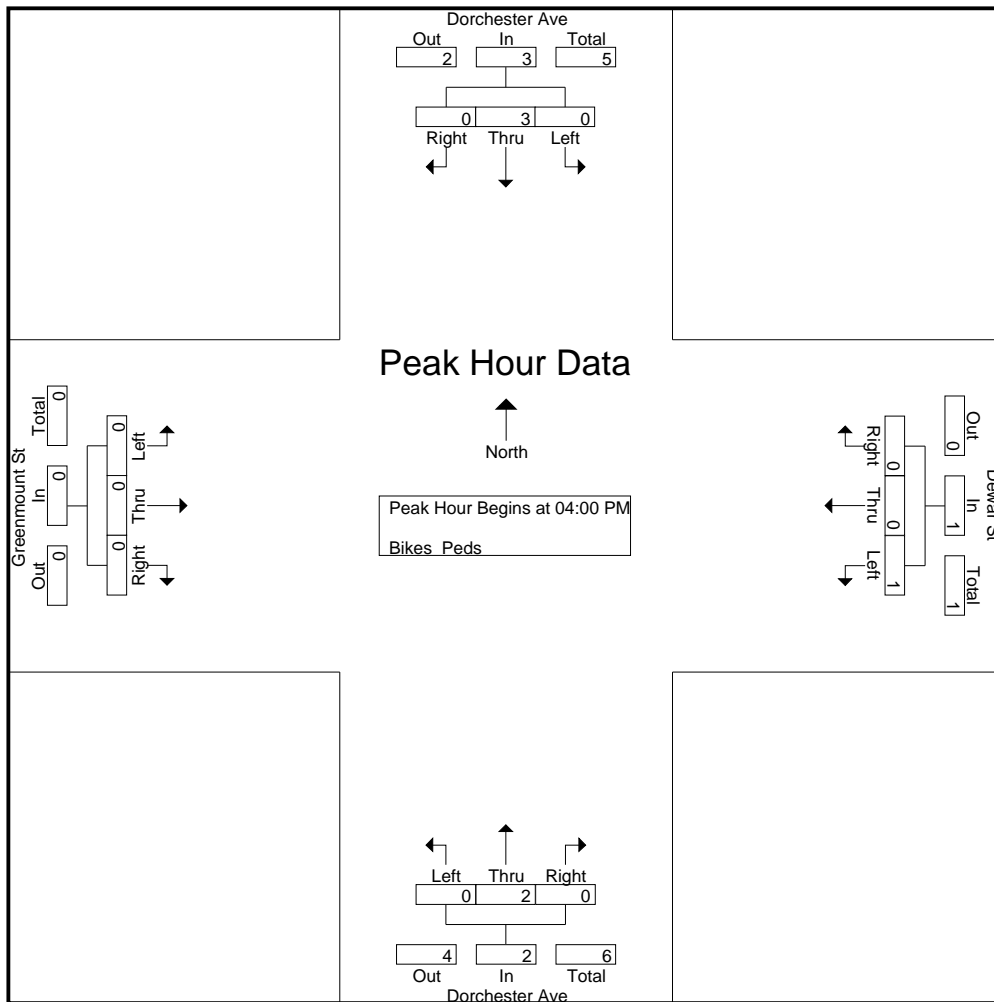 Dorchester Ave
Out In Total
2 3 5
0 3 0
Right Thru Left
Peak Hour Data
North
Peak Hour Begins at 04:00 PM
Bikes Peds
Greenmount St
Total In Out
0 0 0
0 0 0
Left Thru Right
Right Thru Left
0 0 1
0 1 1
Out In Total
Left Thru Right
0 2 0
4 2 6
Out In Total
Dorchester Ave